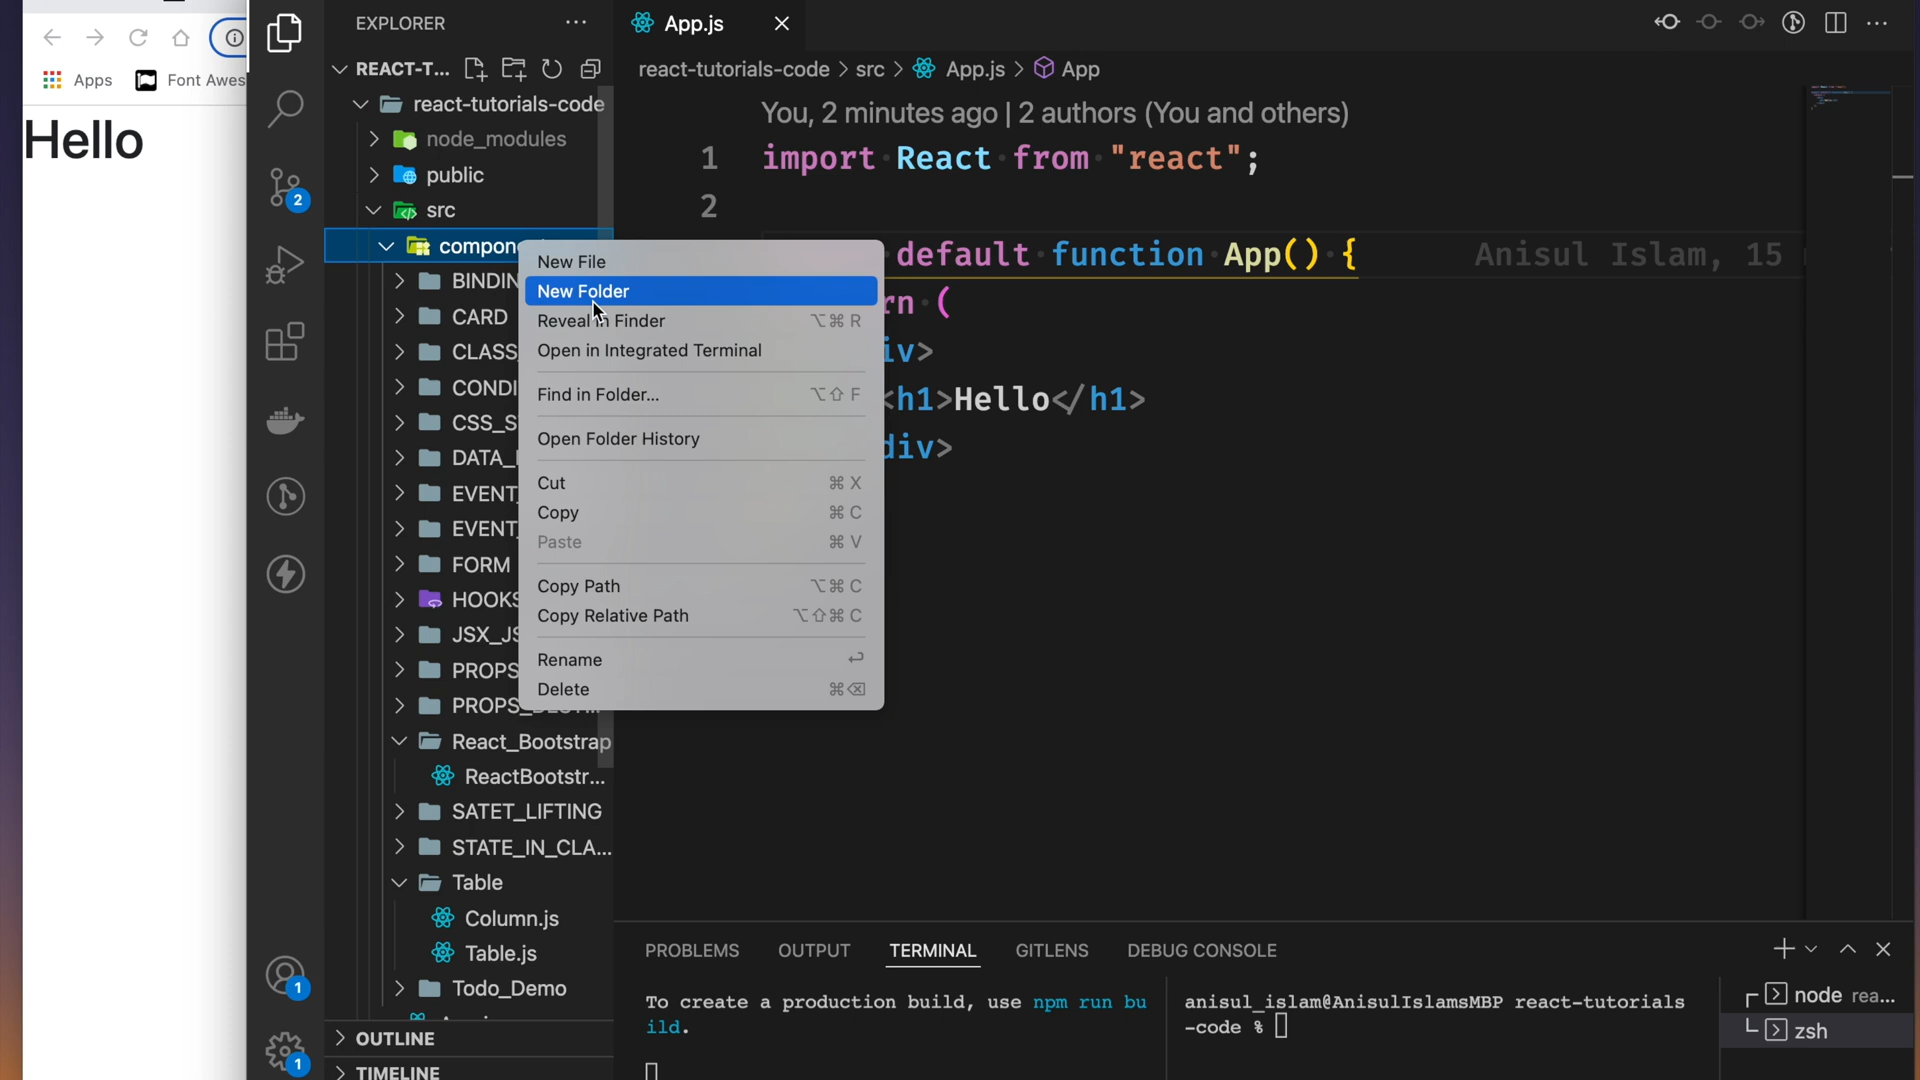 Apps
Font Awes
Hello
EXPLORER
REACT-T...
react-tutorials-code
node_modules
public
src
BINDIN
CARD
CLASS
CONDI
CSS_S
DATA_
EVENT_
EVENT_
FORM
HOOKS
JSX_JS
PROPS
React_Bootstrap
ReactBootstr...
SATET_LIFTING
STATE_IN_CLA...
Table
Column.js
Table.js
Todo_Demo
OUTLINE
TIMELINE
2
1
1
New File
New Folder
Reveal in Finder ⌥⌘ R
Open in Integrated Terminal
Find in Folder... ⌥⇧ F
Open Folder History
Cut ⌘ X
Copy ⌘ C
Paste ⌘ V
Copy Path ⌥⌘ C
Copy Relative Path ⌥⇧⌘ C
Rename ↩
Delete ⌘⌫
App.js
react-tutorials-code > src > App.js > App
You, 2 minutes ago | 2 authors (You and others)
1 import React from "react";
2
default function App() { Anisul Islam, 15
rn (
iv>
<h1>Hello</h1>
div>
PROBLEMS OUTPUT TERMINAL GITLENS DEBUG CONSOLE
To create a production build, use npm run bu
ild.
anisul_islam@AnisulIslamsMBP react-tutorials
-code %
node rea...
zsh